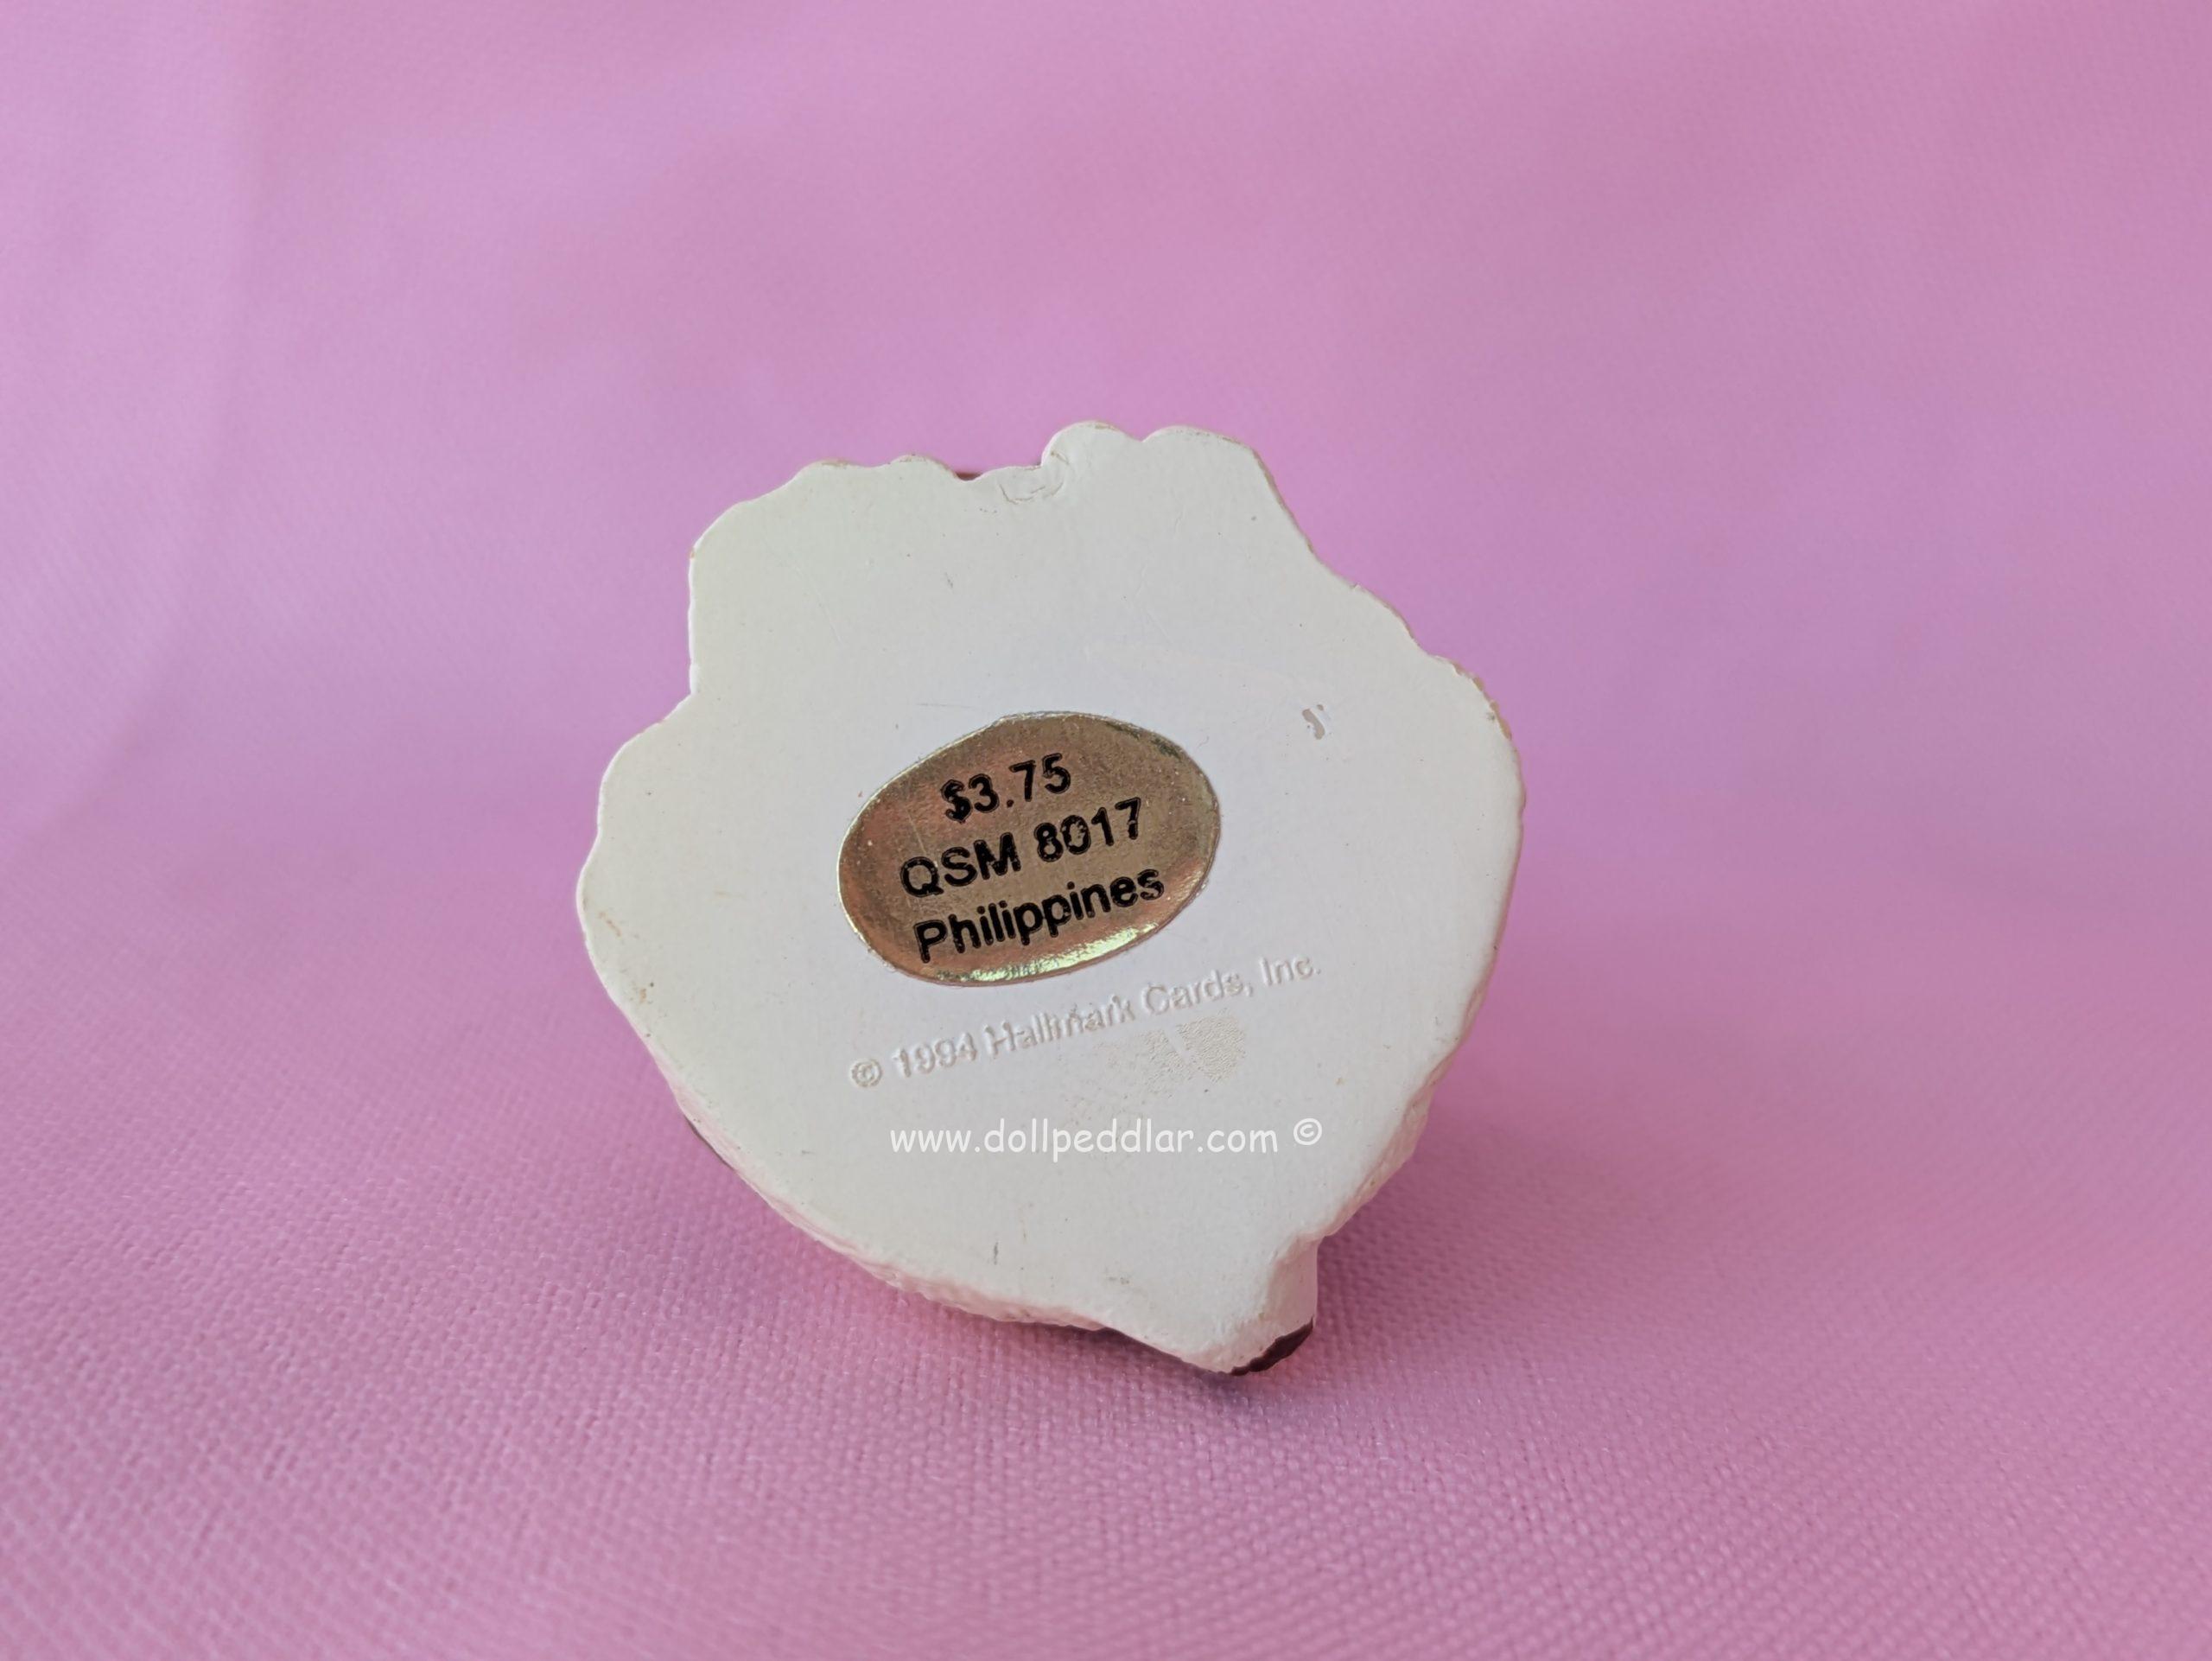 $3.75
QSM 8017
Philippines
© 1994 Hallmark Cards, Inc.
www.dollpeddlar.com ©